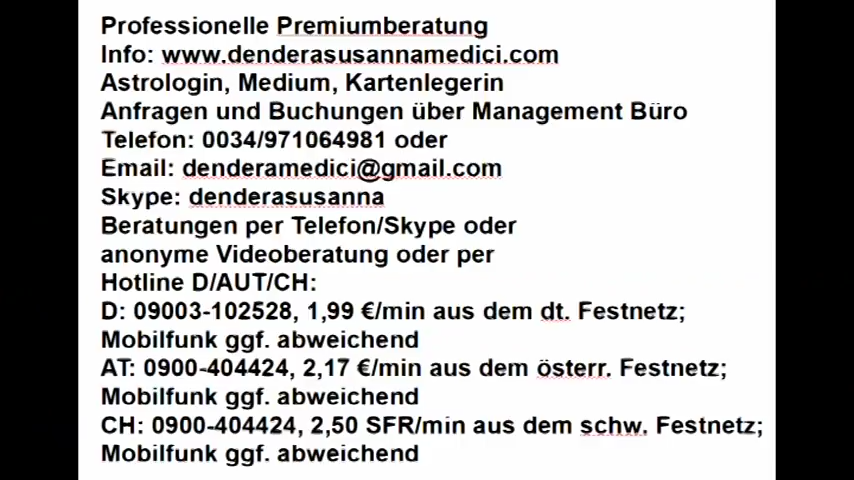 Professionelle Premiumberatung
Info: www.denderasusannamedici.com
Astrologin, Medium, Kartenlegerin
Anfragen und Buchungen über Management Büro
Telefon: 0034/971064981 oder
Email: denderamedici@gmail.com
Skype: denderasusanna
Beratungen per Telefon/Skype oder
anonyme Videoberatung oder per
Hotline D/AUT/CH:
D: 09003-102528, 1,99 €/min aus dem dt. Festnetz;
Mobilfunk ggf. abweichend
AT: 0900-404424, 2,17 €/min aus dem österr. Festnetz;
Mobilfunk ggf. abweichend
CH: 0900-404424, 2,50 SFR/min aus dem schw. Festnetz;
Mobilfunk ggf. abweichend